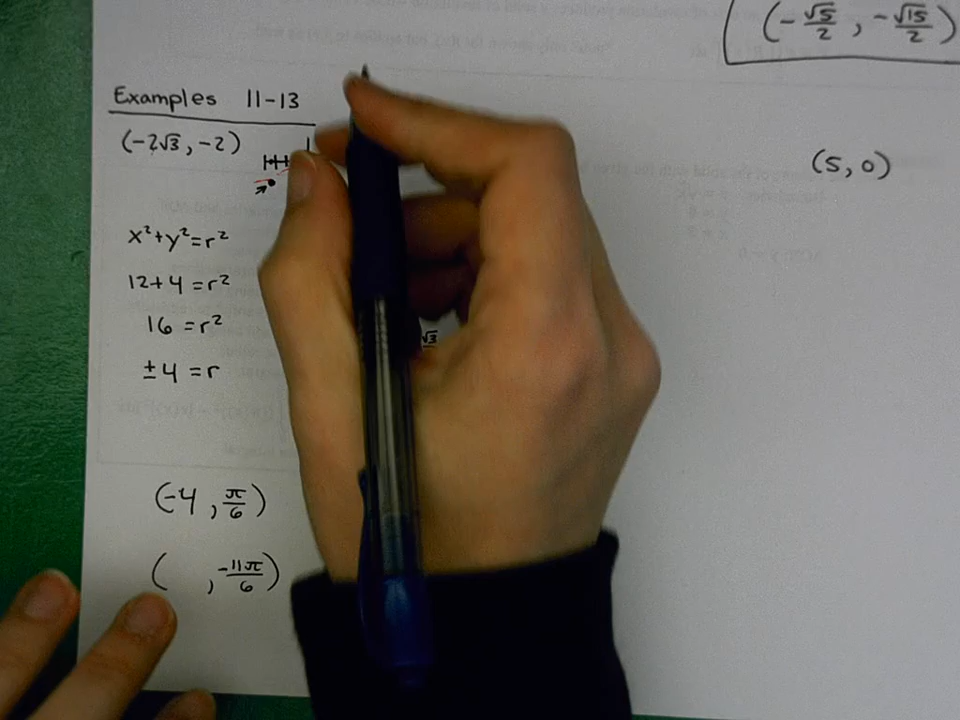 (-√5/2, -√15/2)
Examples 11-13
(-2√3, -2)
(5, 0)
x²+y²=r²
12+4=r²
16=r²
√3
±4=r
(-4, π/6)
( , -11π/6)